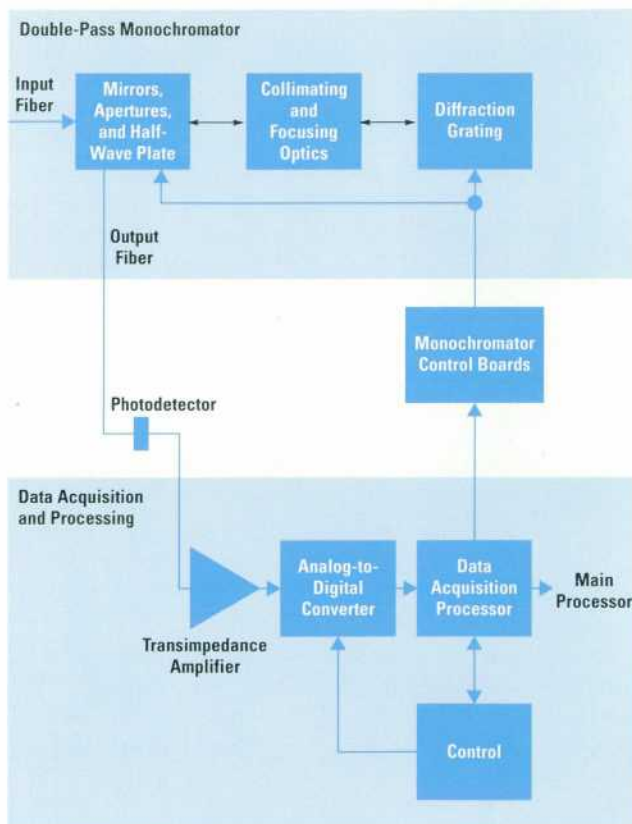 Double-Pass Monochromator
Input
Fiber
Mirrors,
Apertures,
and Half-
Wave Plate
Collimating
and
Focusing
Optics
Diffraction
Grating
Output
Fiber
Monochromator
Control Boards
Photodetector
Data Acquisition
and Processing
Transimpedance
Amplifier
Analog-to-
Digital
Converter
Data
Acquisition
Processor
Main
Processor
Control